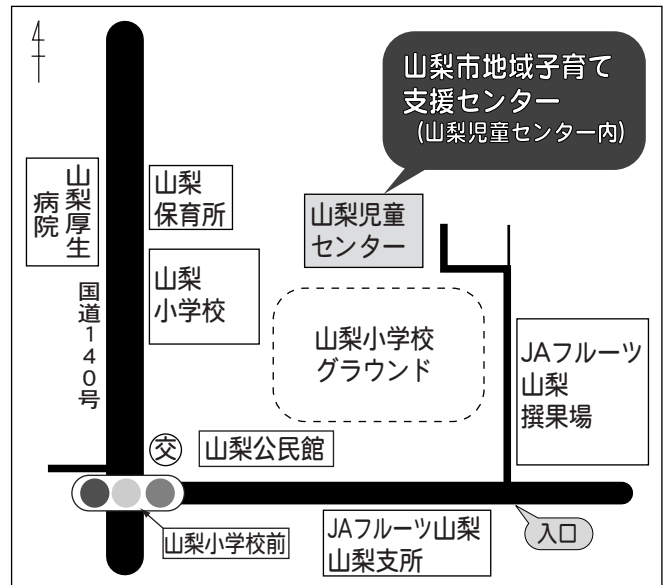 山梨市地域子育て
支援センター
(山梨児童センター内)
山梨厚生
病院
山梨
保育所
山梨児童
センター
山梨
小学校
国道140号
山梨小学校
グラウンド
JAフルーツ
山梨
撰果場
交
山梨公民館
山梨小学校前
JAフルーツ山梨
山梨支所
入口